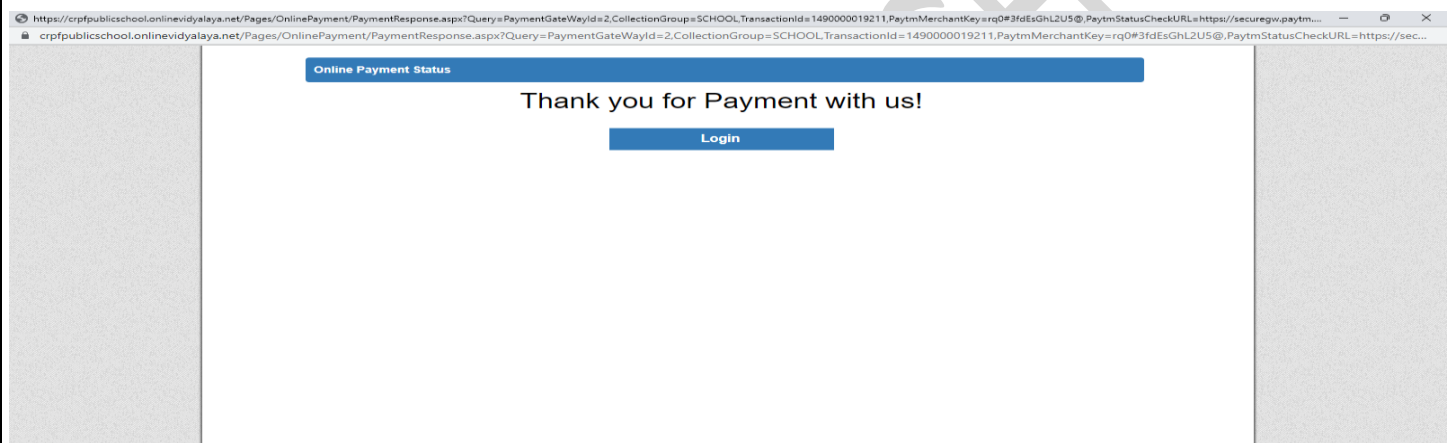 https://crpfpublicschool.onlinevidyalaya.net/Pages/OnlinePayment/PaymentResponse.aspx?Query=PaymentGateWayId=2,CollectionGroup=SCHOOL,TransactionId=1490000019211,PaytmMerchantKey=rq0#3fdEsGhL2U5@,PaytmStatusCheckURL=https://securegw.paytm....
crpfpublicschool.onlinevidyalaya.net/Pages/OnlinePayment/PaymentResponse.aspx?Query=PaymentGateWayId=2,CollectionGroup=SCHOOL,TransactionId=1490000019211,PaytmMerchantKey=rq0#3fdEsGhL2U5@,PaytmStatusCheckURL=https://sec...
Online Payment Status
Thank you for Payment with us!
Login